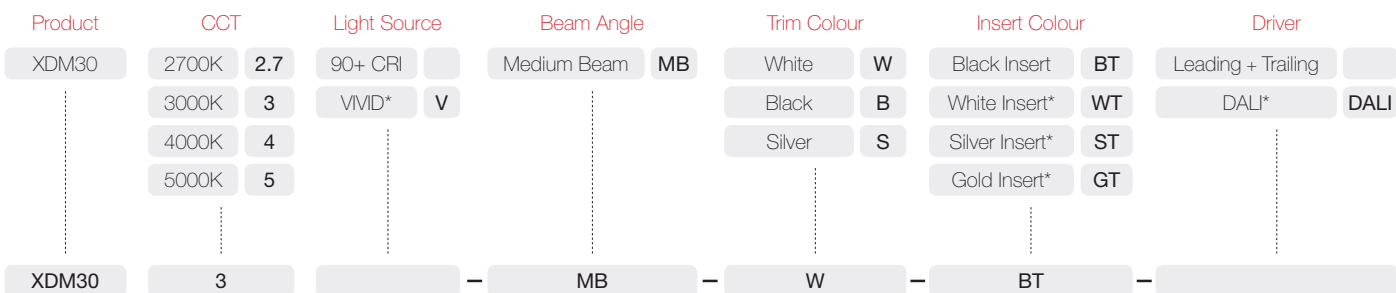 Product CCT Light Source Beam Angle Trim Colour Insert Colour Driver
XDM30 2700K 2.7 90+ CRI Medium Beam MB White W Black Insert BT Leading + Trailing
3000K 3 VIVID* V Black B White Insert* WT DALI* DALI
4000K 4 Silver S Silver Insert* ST
5000K 5 Gold Insert* GT
XDM30 3 – MB – W – BT –